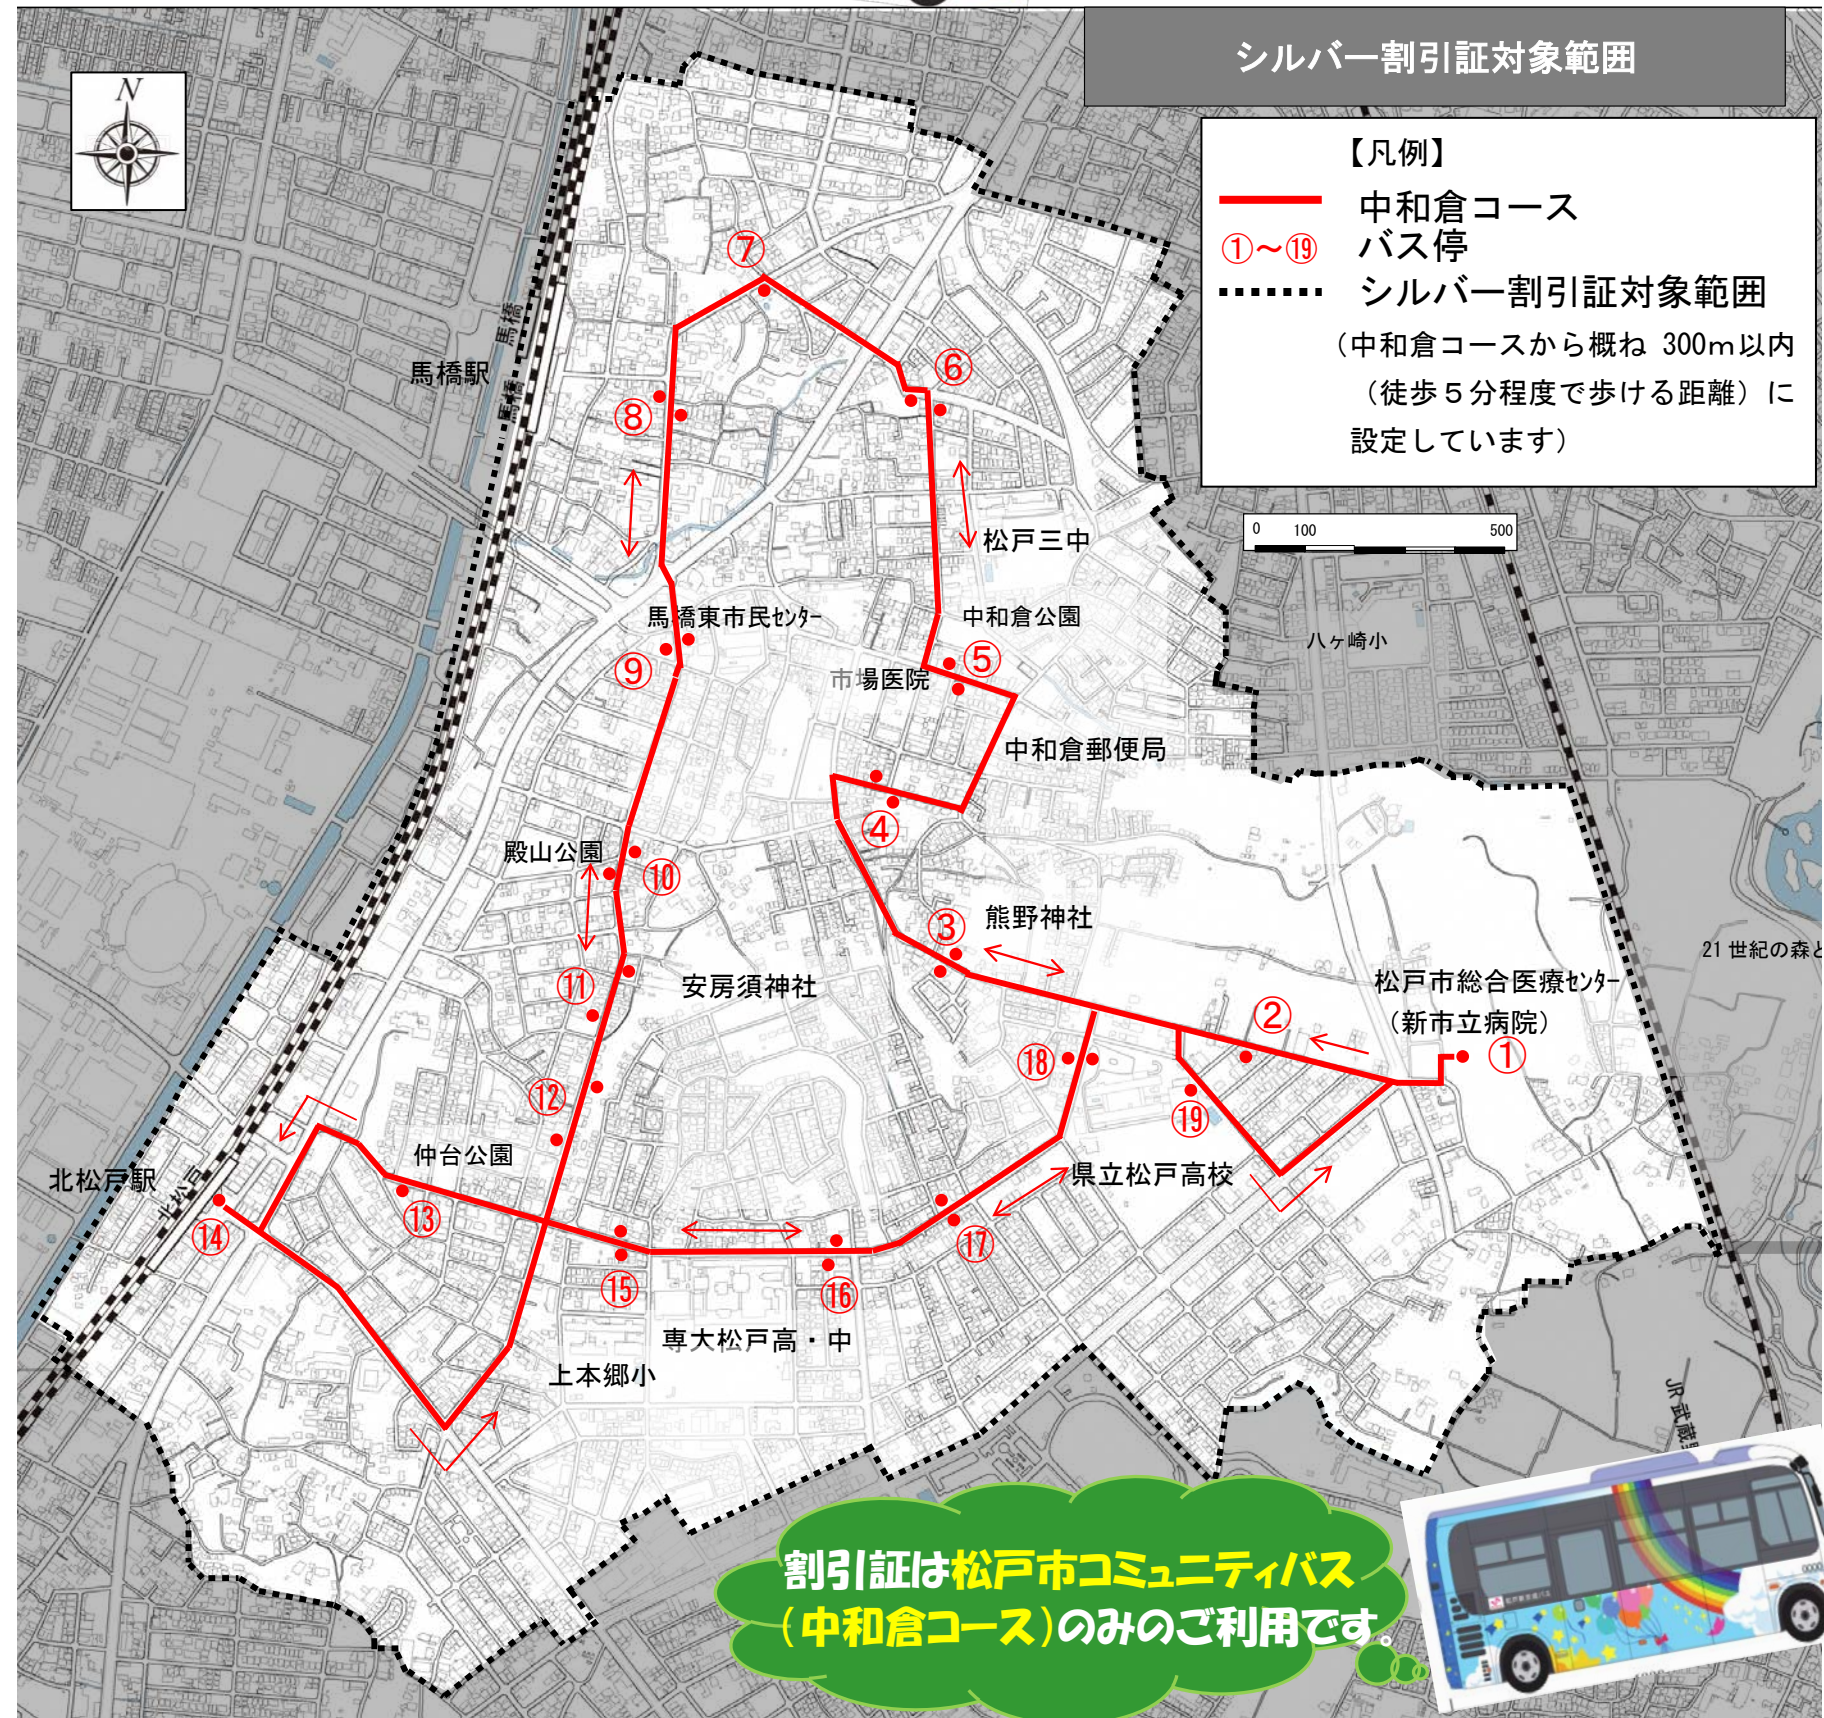 シルバー割引証対象範囲
N
【凡例】
中和倉コース
①～⑲ バス停
シルバー割引証対象範囲
（中和倉コースから概ね 300m以内
（徒歩５分程度で歩ける距離）に
設定しています）
0 100 500
⑦
馬橋
馬橋駅
馬橋
⑥
⑧
松戸三中
馬橋東市民ｾﾝﾀｰ
中和倉公園
八ヶ崎小
⑨
市場医院
⑤
中和倉郵便局
④
殿山公園
⑩
③
熊野神社
21 世紀の森と
⑪
安房須神社
松戸市総合医療ｾﾝﾀｰ
（新市立病院）
②
①
⑱
⑲
⑫
仲台公園
北松戸駅
北松戸
県立松戸高校
⑬
⑭
⑰
⑮
⑯
専大松戸高・中
上本郷小
JR武蔵
割引証は松戸市コミュニティバス
（中和倉コース）のみのご利用です。